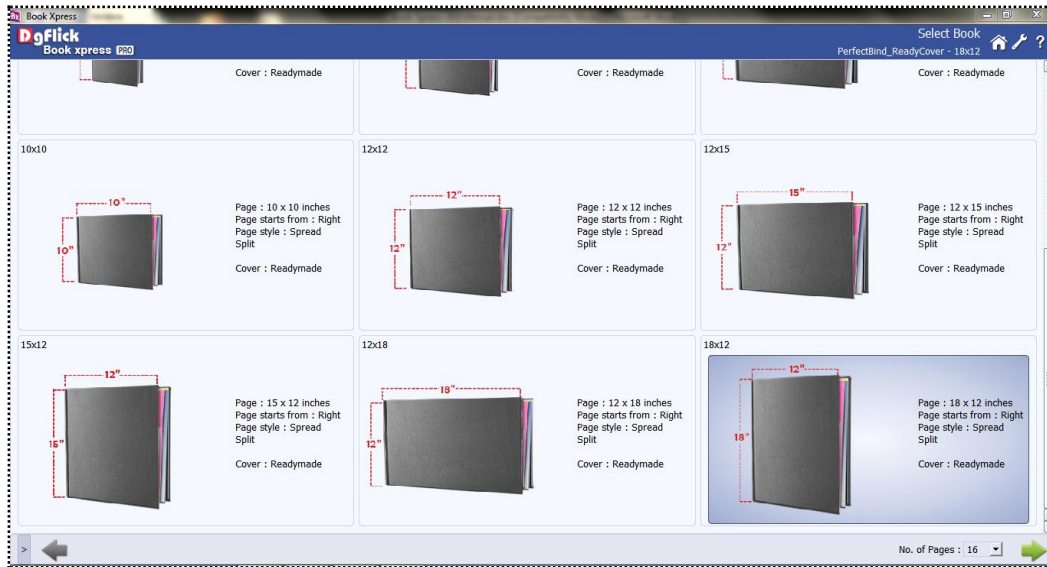 Book Xpress
DgFlick
Book xpress PRO
Select Book
PerfectBind_ReadyCover - 18x12
?
Cover : Readymade
Cover : Readymade
Cover : Readymade
10x10
10"
10"
Page : 10 x 10 inches
Page starts from : Right
Page style : Spread
Split
Cover : Readymade
12x12
12"
12"
Page : 12 x 12 inches
Page starts from : Right
Page style : Spread
Split
Cover : Readymade
12x15
15"
12"
Page : 12 x 15 inches
Page starts from : Right
Page style : Spread
Split
Cover : Readymade
15x12
12"
15"
Page : 15 x 12 inches
Page starts from : Right
Page style : Spread
Split
Cover : Readymade
12x18
18"
12"
Page : 12 x 18 inches
Page starts from : Right
Page style : Spread
Split
Cover : Readymade
18x12
12"
18"
Page : 18 x 12 inches
Page starts from : Right
Page style : Spread
Split
Cover : Readymade
>
No. of Pages : 16